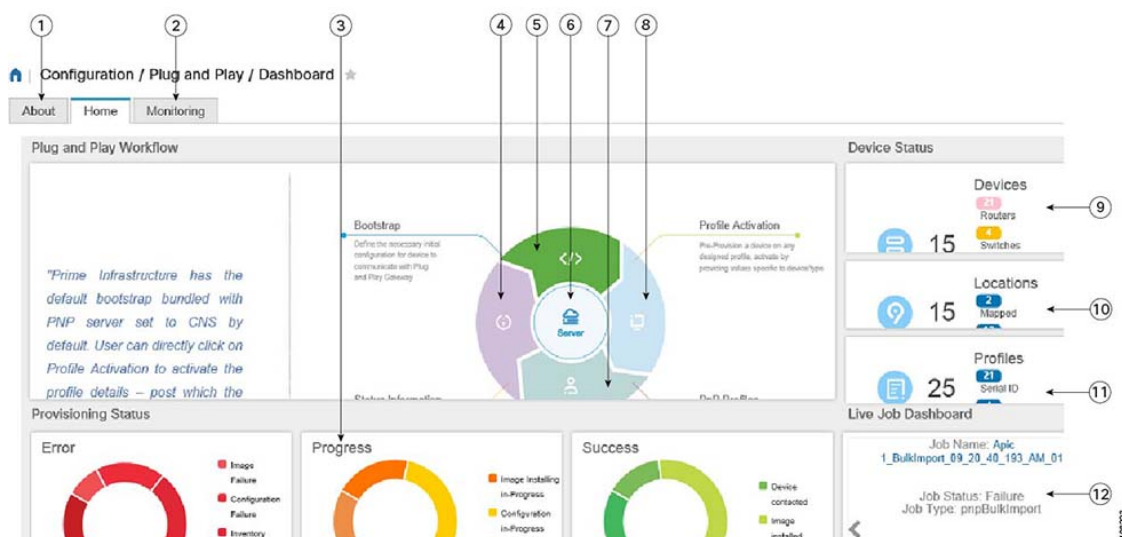 1 2 3 4 5 6 7 8
Configuration / Plug and Play / Dashboard
About Home Monitoring
Plug and Play Workflow
"Prime Infrastructure has the
default bootstrap bundled with
PNP server set to CNS by
default. User can directly click on
Profile Activation to activate the
profile details – post which the
Bootstrap
Define the necessary initial
configuration for device to
communicate with Plug
and Play Gateway
</>
Server
Profile Activation
Pre-Provision a device on any
designed profile, activate by
providing values specific to device type
Status Information
PnP Profiles
Device Status
Devices
15
21
Routers
4
Switches
9
Locations
15
2
Mapped
10
Profiles
25
21
Serial ID
11
Provisioning Status
Error
Image
Failure
Configuration
Failure
Inventory
Progress
Image Installing
in-Progress
Configuration
in-Progress
Success
Device
contacted
Image
installed
Live Job Dashboard
Job Name: Apic
1_BulkImport_09_20_40_193_AM_01
Job Status: Failure
Job Type: pnpBulkImport
12